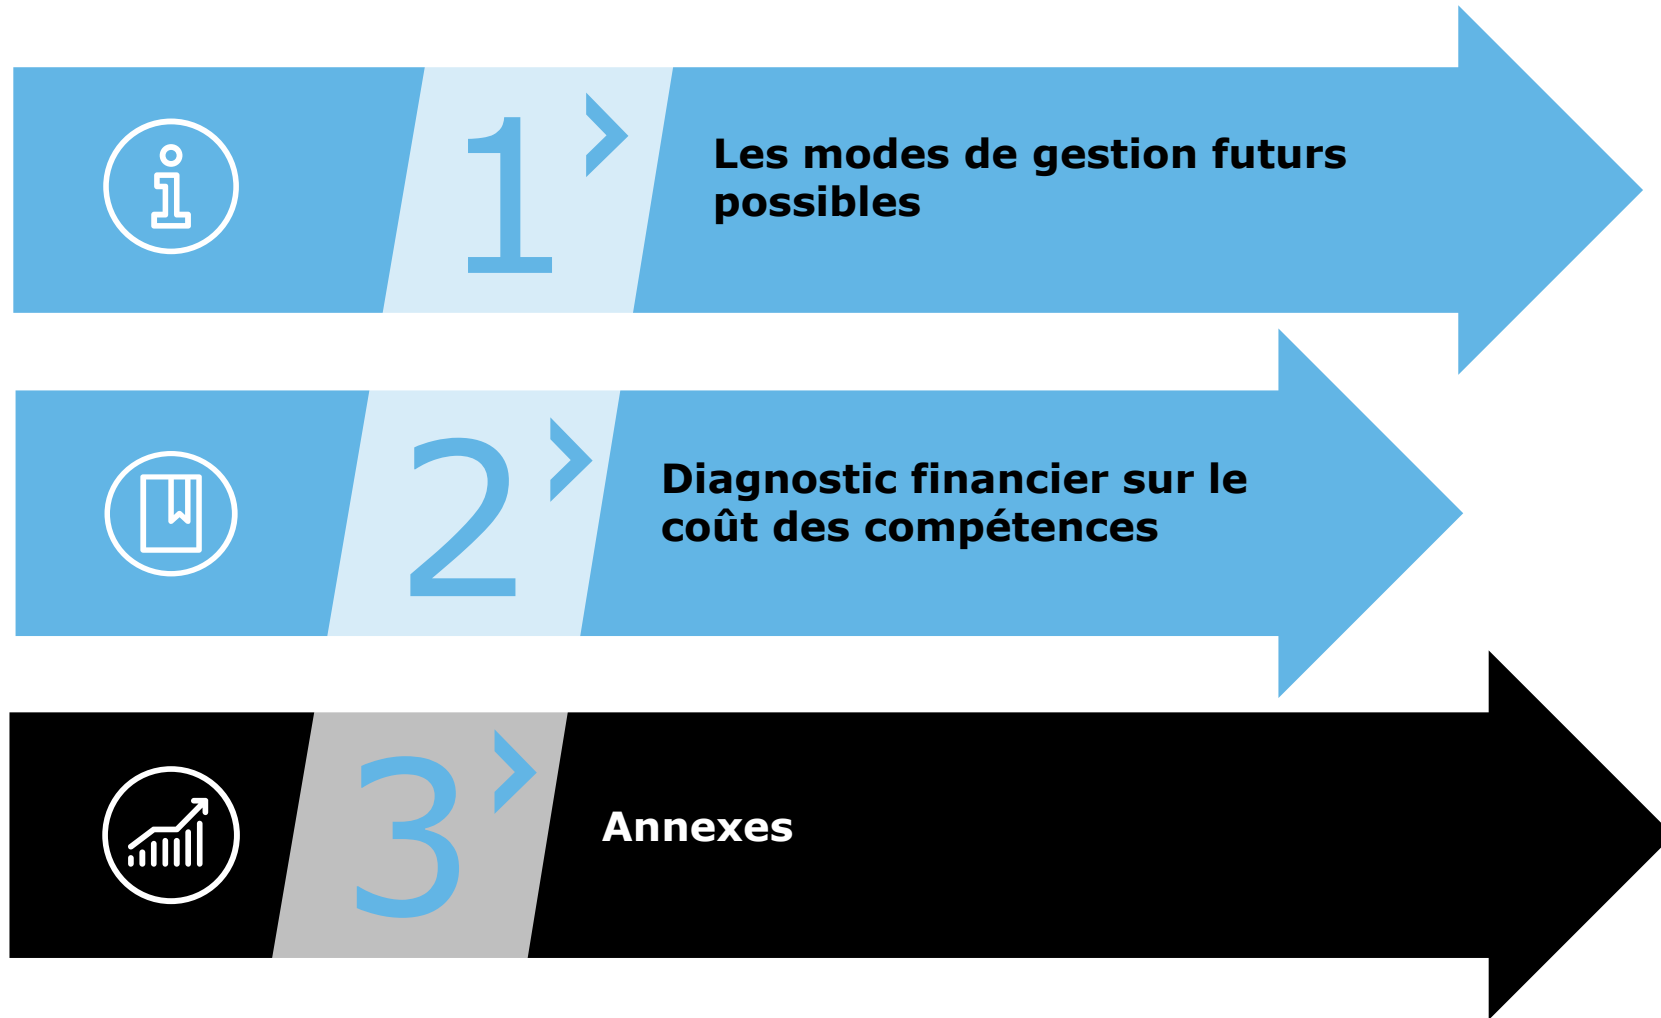 1
Les modes de gestion futurs
possibles
2
Diagnostic financier sur le
coût des compétences
3
Annexes